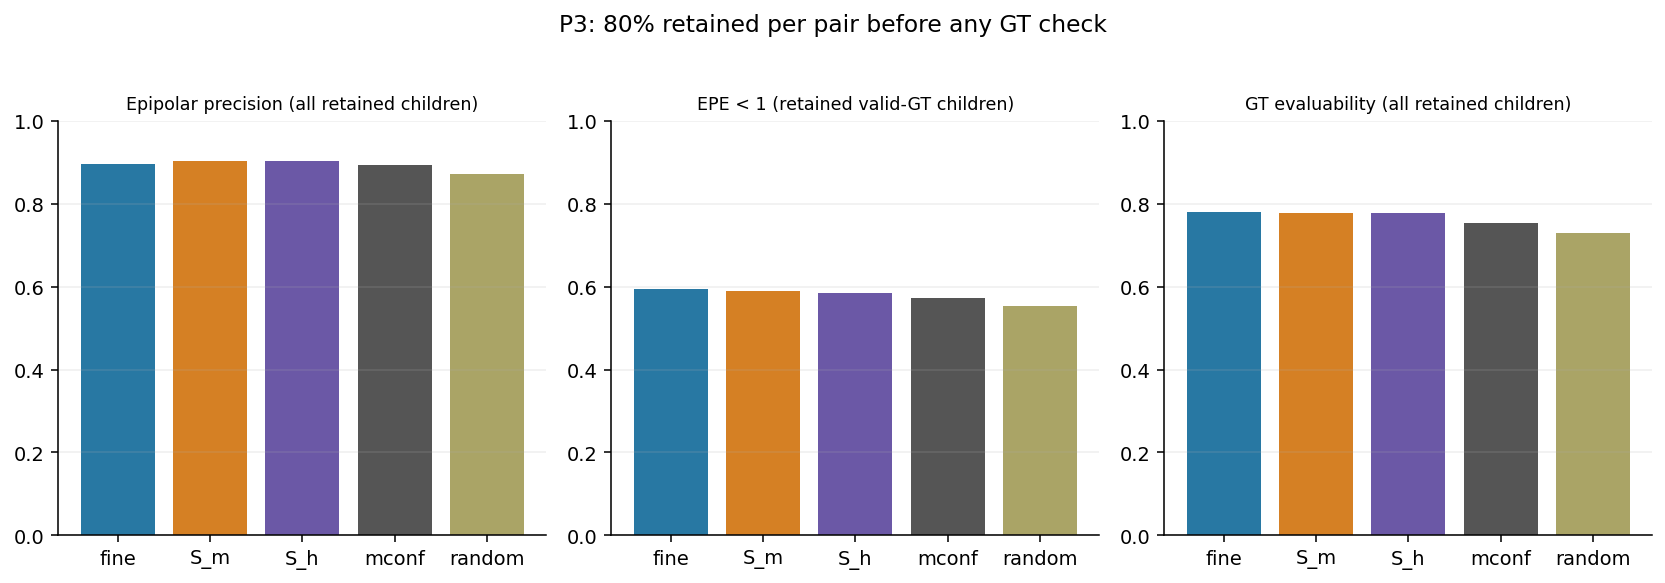 P3: 80% retained per pair before any GT check
Epipolar precision (all retained children)
1.0
0.8
0.6
0.4
0.2
0.0
fine S_m S_h mconf random
EPE < 1 (retained valid-GT children)
1.0
0.8
0.6
0.4
0.2
0.0
fine S_m S_h mconf random
GT evaluability (all retained children)
1.0
0.8
0.6
0.4
0.2
0.0
fine S_m S_h mconf random